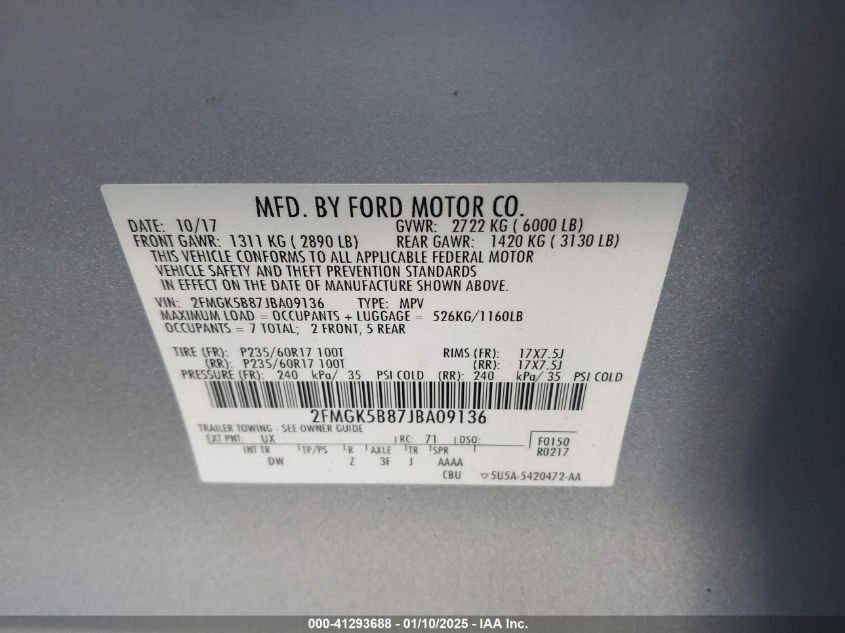 MFD. BY FORD MOTOR CO.
DATE: 10/17 GVWR: 2722 KG ( 6000 LB)
FRONT GAWR: 1311 KG ( 2890 LB) REAR GAWR: 1420 KG ( 3130 LB)
THIS VEHICLE CONFORMS TO ALL APPLICABLE FEDERAL MOTOR
VEHICLE SAFETY AND THEFT PREVENTION STANDARDS
IN EFFECT ON THE DATE OF MANUFACTURE SHOWN ABOVE.
VIN: 2FMGK5B87JBA09136 TYPE: MPV
MAXIMUM LOAD = OCCUPANTS + LUGGAGE = 526KG/1160LB
OCCUPANTS = 7 TOTAL; 2 FRONT, 5 REAR
TIRE (FR): P235/60R17 100T RIMS (FR): 17X7.5J
(RR): P235/60R17 100T (RR): 17X7.5J
PRESSURE (FR): 240 kPa/ 35 PSI COLD (RR): 240 kPa/ 35 PSI COLD
2FMGK5B87JBA09136
TRAILER TOWING - SEE OWNER GUIDE
EXT PNT: UX RC: 71 DSO: F0150
INT TR TP/PS R AXLE TR SPR R0217
DW Z 3F J AAAA
CBU ▽5U5A-5420472-AA
000-41293688 - 01/10/2025 - IAA Inc.